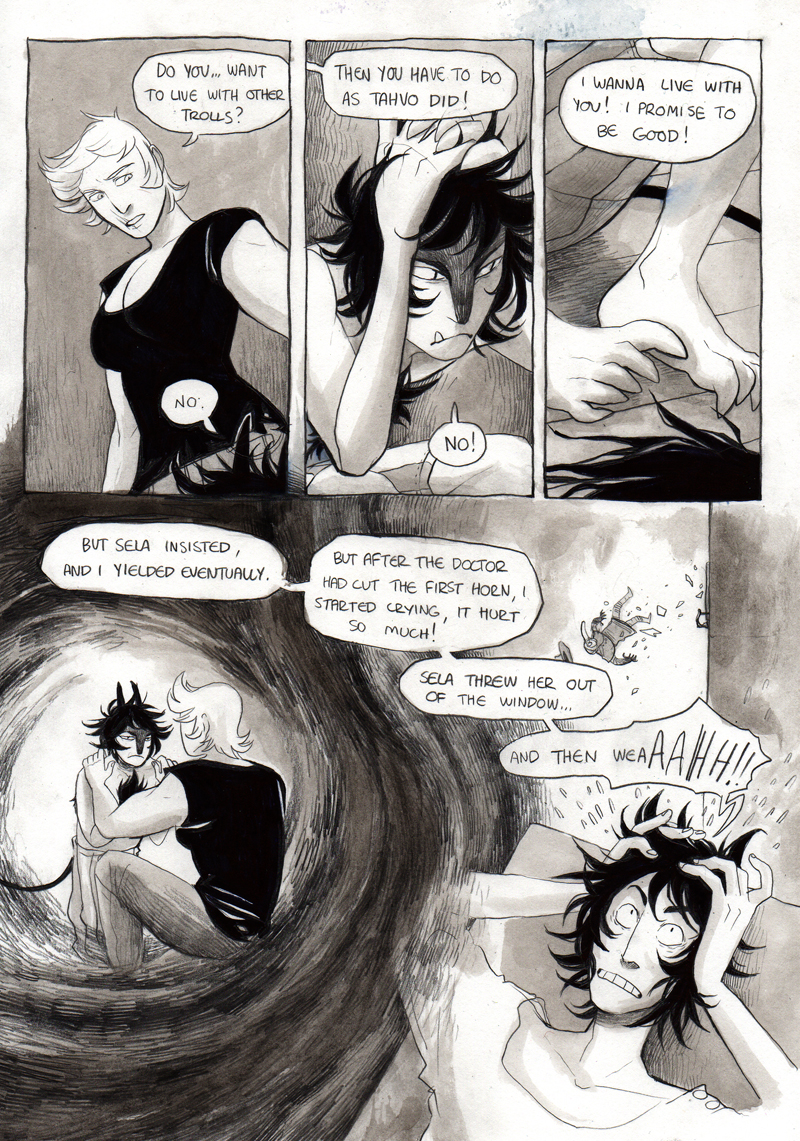 DO YOU... WANT
TO LIVE WITH OTHER
TROLLS?
NO.
THEN YOU HAVE TO DO
AS TAHVO DID!
NO!
I WANNA LIVE WITH
YOU! I PROMISE TO
BE GOOD!
BUT SELA INSISTED,
AND I YIELDED EVENTUALLY.
BUT AFTER THE DOCTOR
HAD CUT THE FIRST HORN, I
STARTED CRYING, IT HURT
SO MUCH!
SELA THREW HER OUT
OF THE WINDOW...
AND THEN WEAAAHH!!!